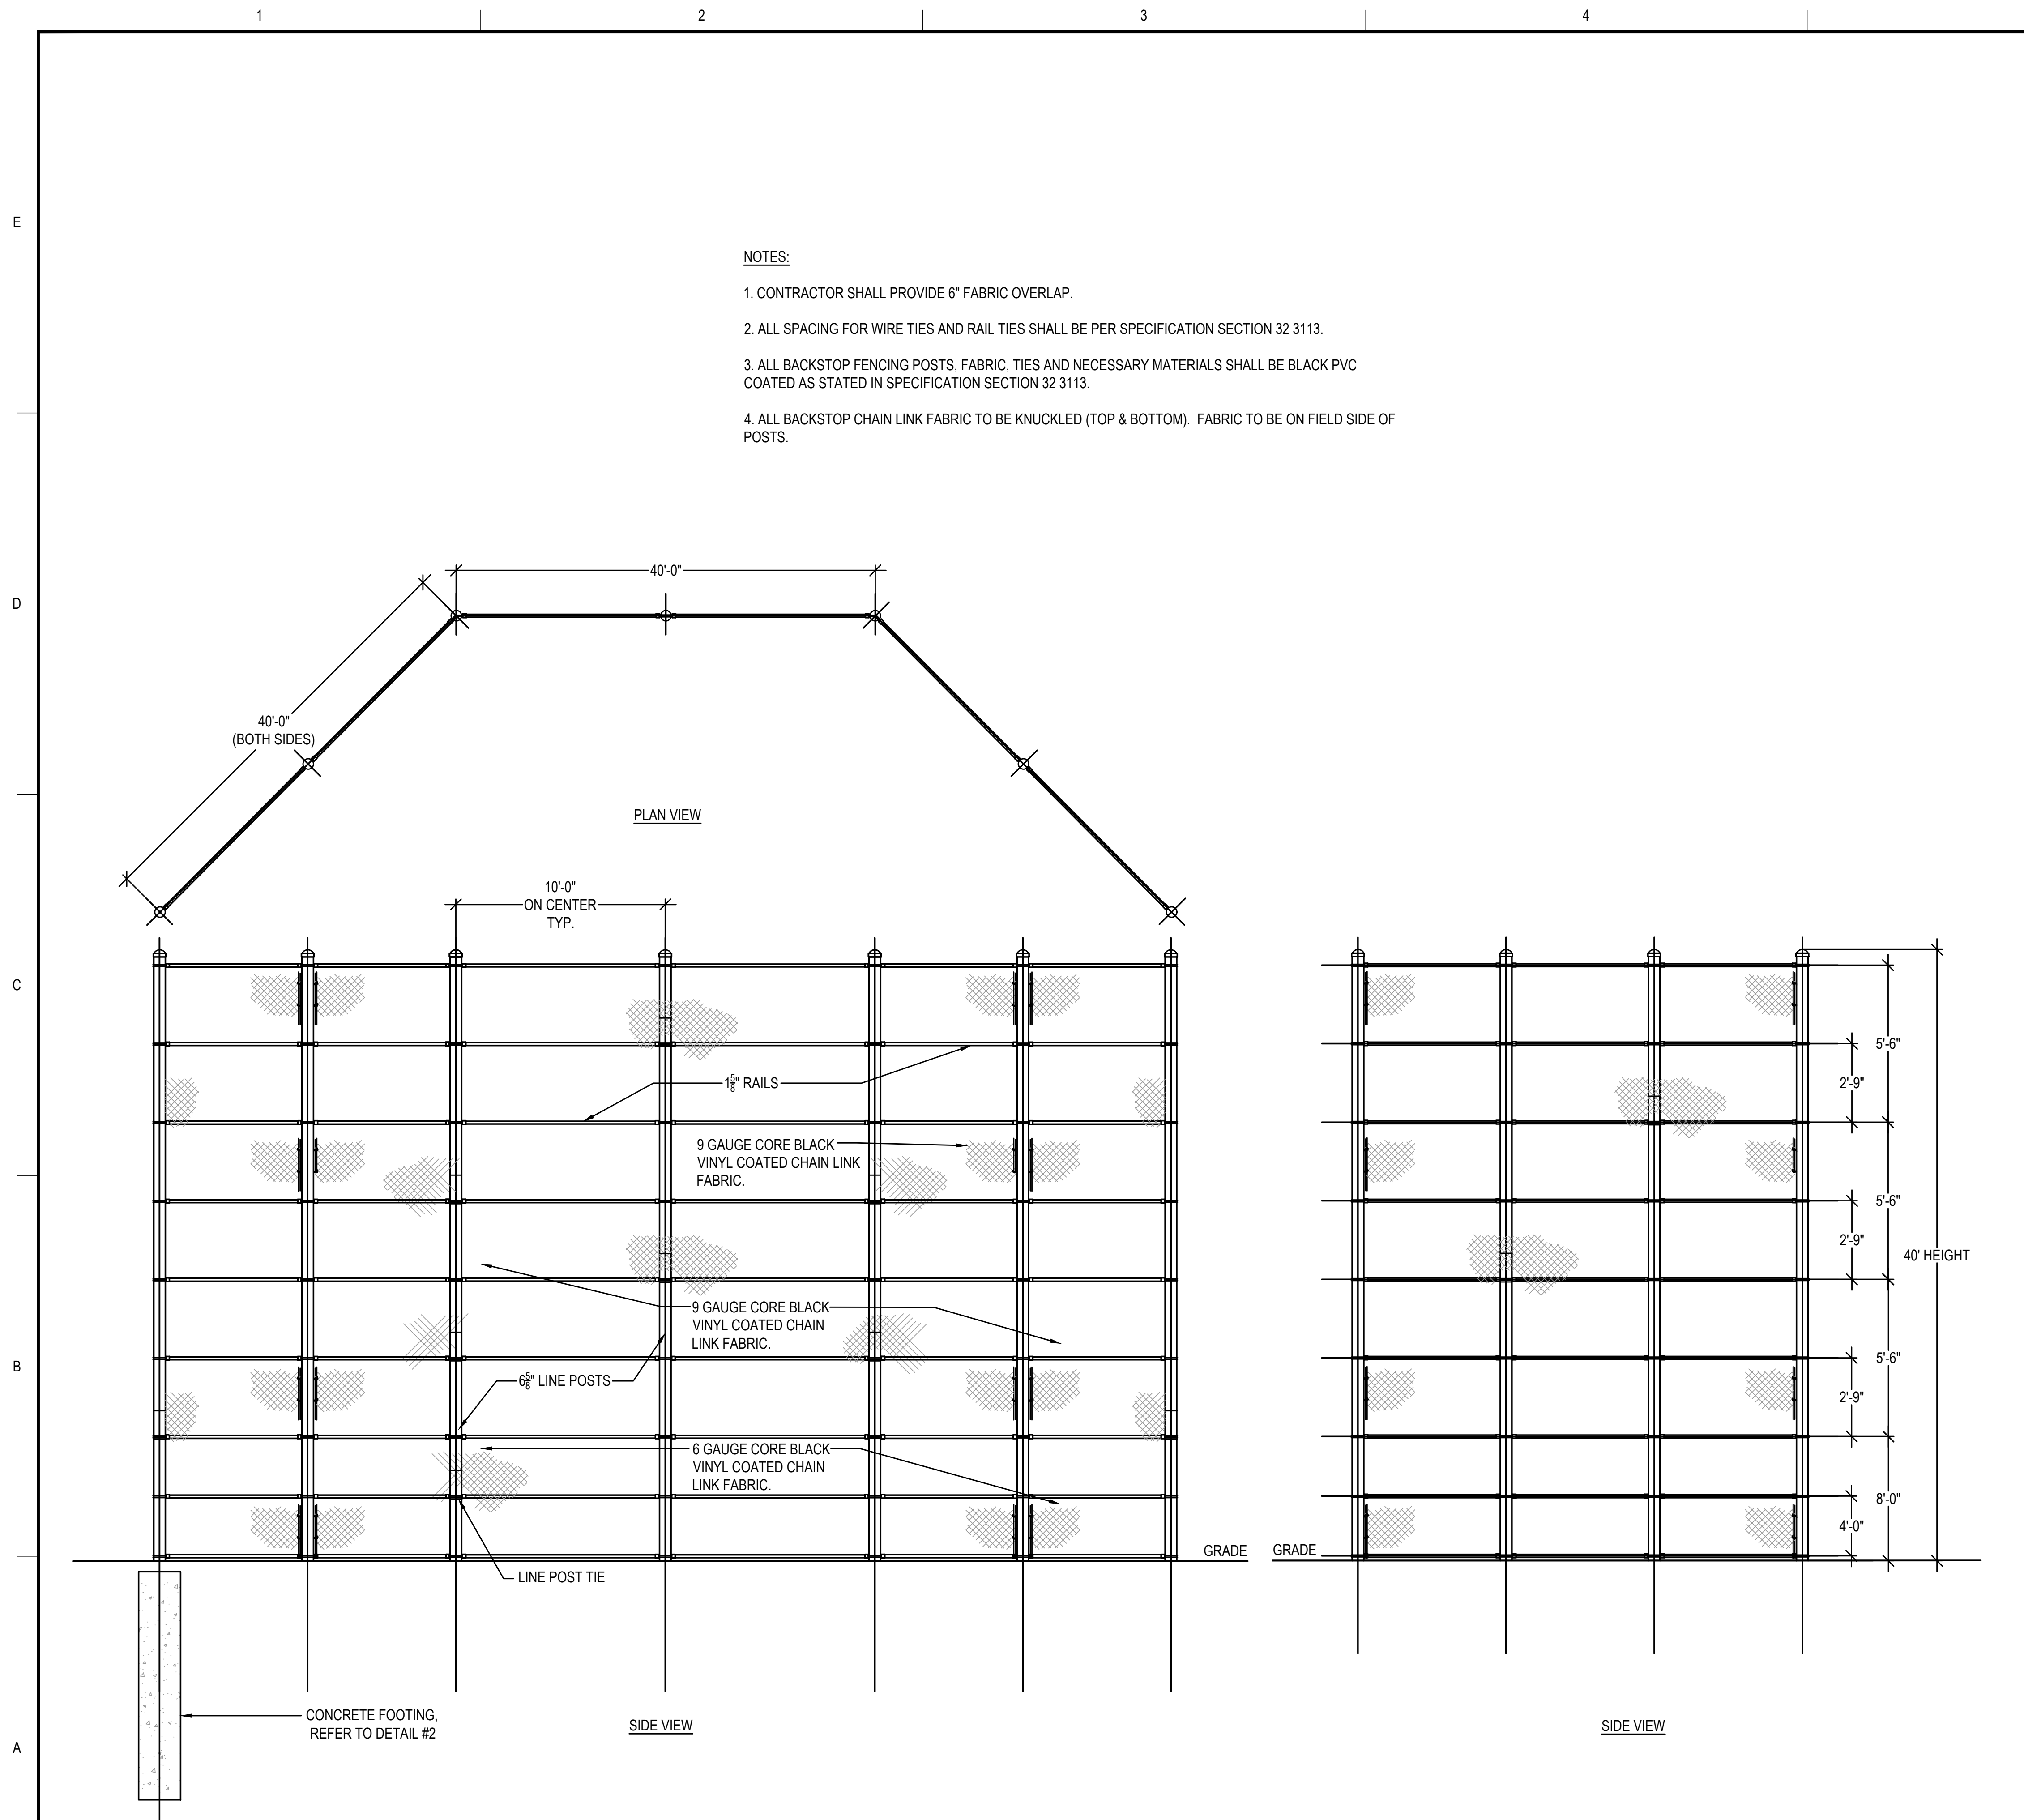 1
2
3
4
E
NOTES:
1. CONTRACTOR SHALL PROVIDE 6" FABRIC OVERLAP.
2. ALL SPACING FOR WIRE TIES AND RAIL TIES SHALL BE PER SPECIFICATION SECTION 32 3113.
3. ALL BACKSTOP FENCING POSTS, FABRIC, TIES AND NECESSARY MATERIALS SHALL BE BLACK PVC
COATED AS STATED IN SPECIFICATION SECTION 32 3113.
4. ALL BACKSTOP CHAIN LINK FABRIC TO BE KNUCKLED (TOP & BOTTOM).  FABRIC TO BE ON FIELD SIDE OF
POSTS.
D
40'-0"
40'-0"
(BOTH SIDES)
PLAN VIEW
10'-0"
ON CENTER
TYP.
C
5'-6"
1 5/8" RAILS
2'-9"
9 GAUGE CORE BLACK
VINYL COATED CHAIN LINK
FABRIC.
5'-6"
2'-9"
40' HEIGHT
9 GAUGE CORE BLACK
VINYL COATED CHAIN
LINK FABRIC.
B
5'-6"
6 5/8" LINE POSTS
2'-9"
6 GAUGE CORE BLACK
VINYL COATED CHAIN
LINK FABRIC.
8'-0"
4'-0"
GRADE
GRADE
LINE POST TIE
CONCRETE FOOTING,
REFER TO DETAIL #2
SIDE VIEW
SIDE VIEW
A